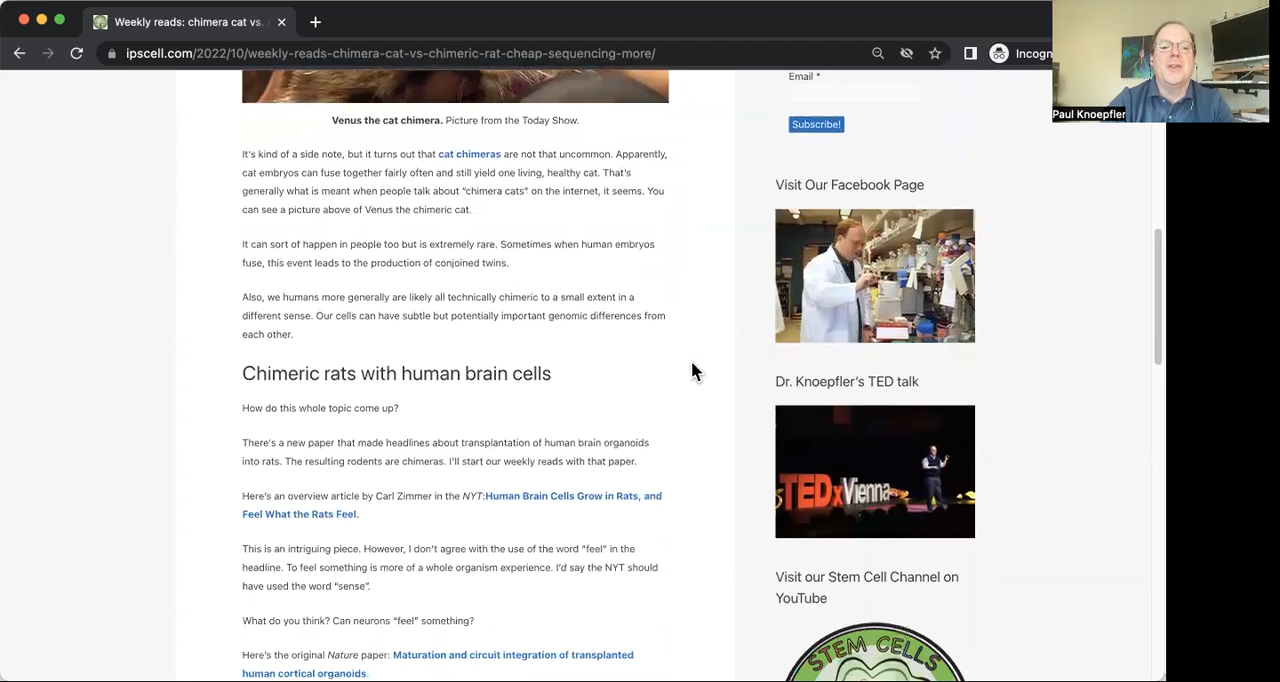 Weekly reads: chimera cat vs.
ipscell.com/2022/10/weekly-reads-chimera-cat-vs-chimeric-rat-cheap-sequencing-more/
Incogn
Paul Knoepfler
Venus the cat chimera. Picture from the Today Show.
It's kind of a side note, but it turns out that cat chimeras are not that uncommon. Apparently,
cat embryos can fuse together fairly often and still yield one living, healthy cat. That's
generally what is meant when people talk about “chimera cats” on the internet, it seems. You
can see a picture above of Venus the chimeric cat.
It can sort of happen in people too but is extremely rare. Sometimes when human embryos
fuse, this event leads to the production of conjoined twins.
Also, we humans more generally are likely all technically chimeric to a small extent in a
different sense. Our cells can have subtle but potentially important genomic differences from
each other.
Chimeric rats with human brain cells
How do this whole topic come up?
There's a new paper that made headlines about transplantation of human brain organoids
into rats. The resulting rodents are chimeras. I'll start our weekly reads with that paper.
Here's an overview article by Carl Zimmer in the NYT:Human Brain Cells Grow in Rats, and
Feel What the Rats Feel.
This is an intriguing piece. However, I don't agree with the use of the word “feel” in the
headline. To feel something is more of a whole organism experience. I'd say the NYT should
have used the word “sense”.
What do you think? Can neurons “feel” something?
Here's the original Nature paper: Maturation and circuit integration of transplanted
human cortical organoids.
Email *
Subscribe!
Visit Our Facebook Page
Dr. Knoepfler's TED talk
TEDxVienna
Visit our Stem Cell Channel on
YouTube
STEM CELLS